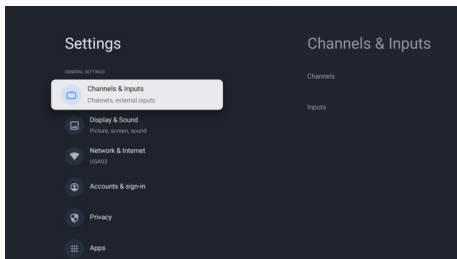 Settings
GENERAL SETTINGS
Channels & Inputs
Channels, external inputs
Display & Sound
Picture, screen, sound
Network & Internet
USA03
Accounts & sign-in
Privacy
Apps
Channels & Inputs
Channels
Inputs